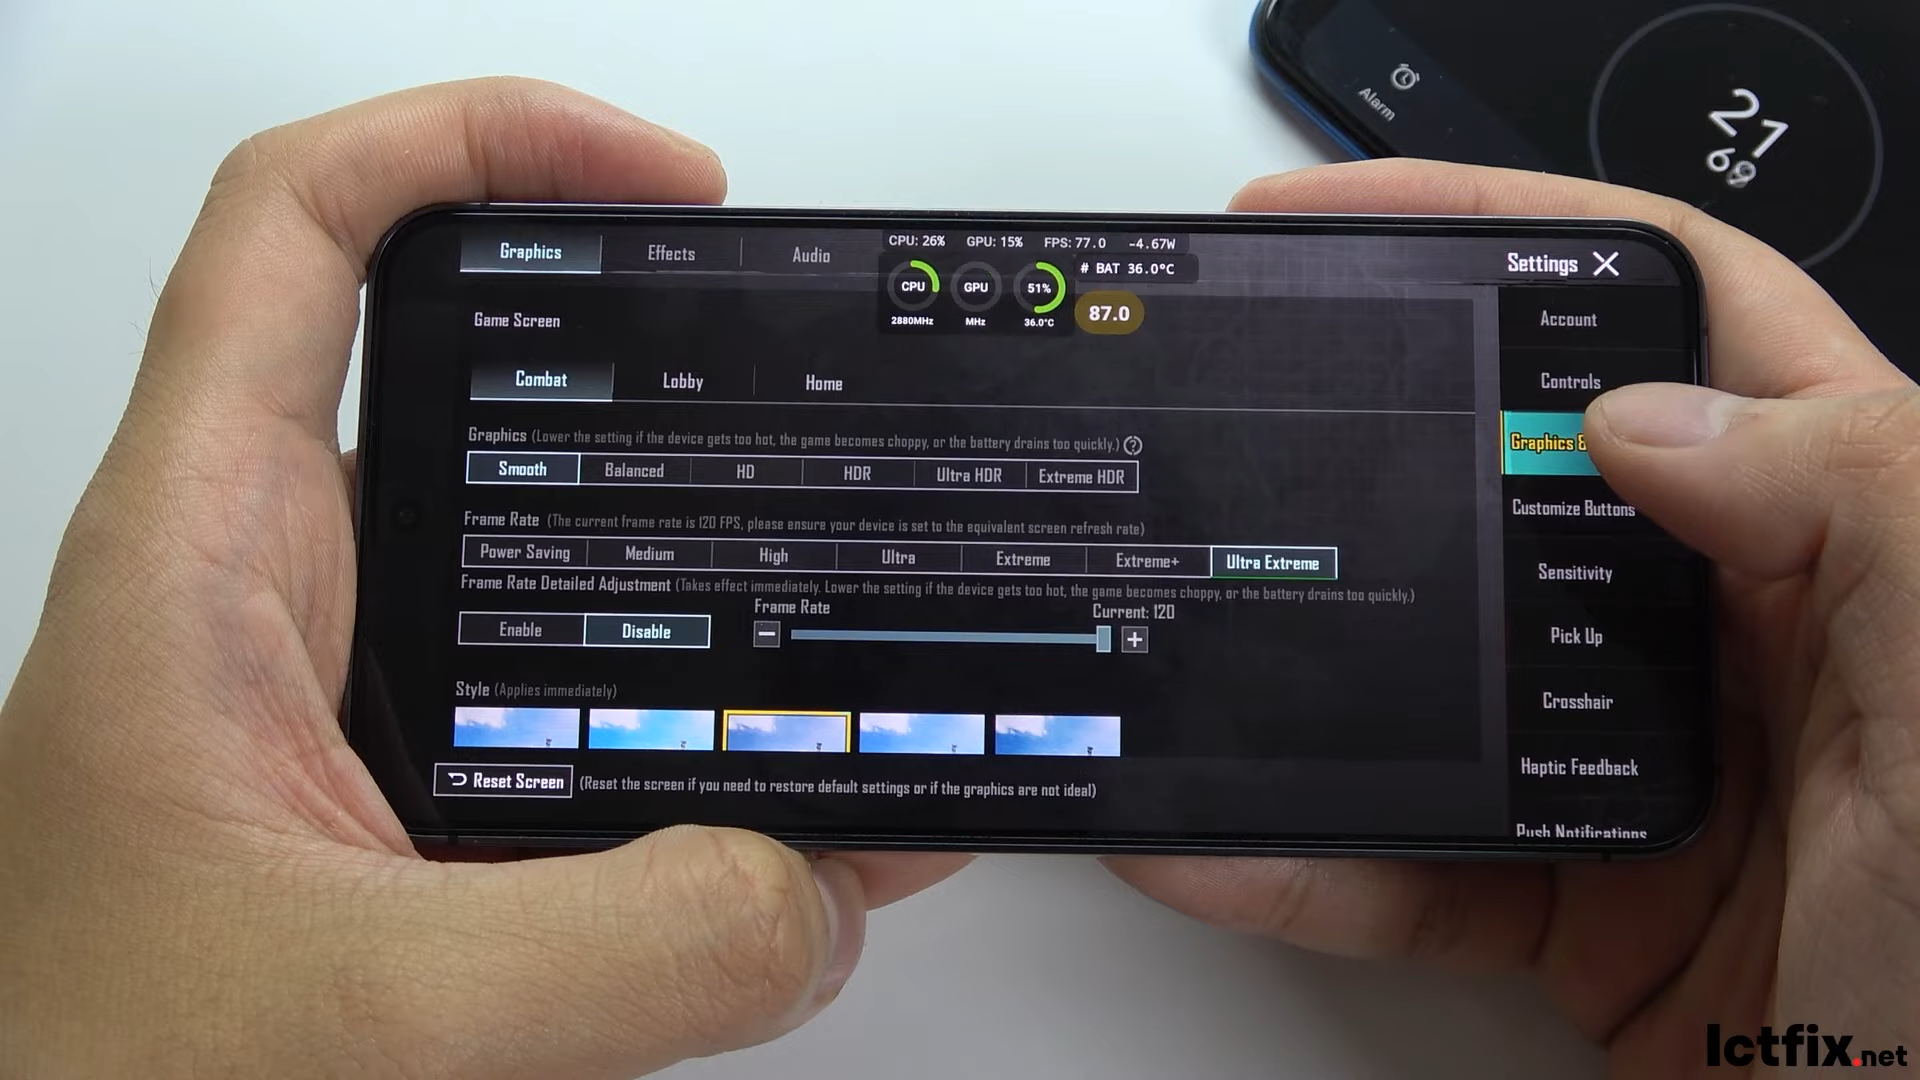 Alarm
21
CPU: 26% GPU: 15% FPS: 77.0 -4.67W
# BAT 36.0°C
CPU GPU 51%
2880MHz MHz 36.0°C
87.0
Graphics Effects Audio
Settings
Game Screen
Combat Lobby Home
Graphics (Lower the setting if the device gets too hot, the game becomes choppy, or the battery drains too quickly.) ?
Smooth Balanced HD HDR Ultra HDR Extreme HDR
Frame Rate (The current frame rate is 120 FPS, please ensure your device is set to the equivalent screen refresh rate)
Power Saving Medium High Ultra Extreme Extreme+ Ultra Extreme
Frame Rate Detailed Adjustment (Takes effect immediately. Lower the setting if the device gets too hot, the game becomes choppy, or the battery drains too quickly.)
Enable Disable
Frame Rate Current: 120
Style (Applies immediately)
Reset Screen (Reset the screen if you need to restore default settings or if the graphics are not ideal)
Account
Controls
Graphics &
Customize Buttons
Sensitivity
Pick Up
Crosshair
Haptic Feedback
Push Notifications
Ictfix.net